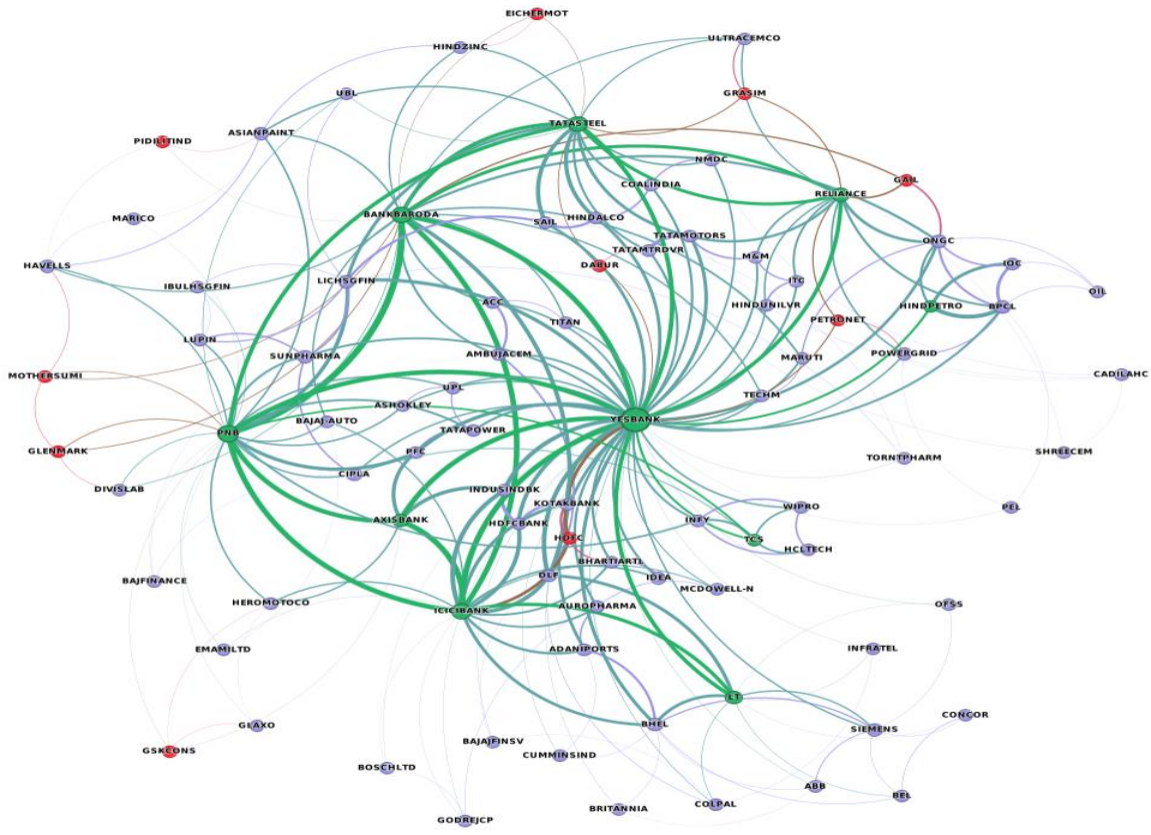 EICHERMOT
ULTRACEMCO
HINDZINC
UBL
GRASIM
TATASTEEL
ASIANPAINT
PIDILITIND
NMDC
GAIL
COALINDIA
RELIANCE
BANKBARODA
MARICO
SAIL
HINDALCO
TATAMOTORS
ONGC
TATAMTRDVR
M&M
DABUR
HAVELLS
IOC
LICHSGFIN
ITC
IBULHSGFIN
OIL
ACC
HINDUNILVR
HINDPETRO
BPCL
TITAN
PETRONET
LUPIN
SUNPHARMA
AMBUJACEM
MARUTI
POWERGRID
MOTHERSUMI
CADILAHC
UPL
TECHM
ASHOKLEY
YESBANK
BAJAJ-AUTO
PNB
TATAPOWER
GLENMARK
PFC
SHREECEM
TORNTPHARM
CIPLA
DIVISLAB
INDUSINDBK
KOTAKBANK
WIPRO
PEL
AXISBANK
HDFCBANK
INFY
HDFC
TCS
HCLTECH
BHARTIARTL
DLF
IDEA
BAJFINANCE
MCDOWELL-N
HEROMOTOCO
ICICIBANK
AUROPHARMA
OFSS
EMAMILTD
ADANIPORTS
INFRATEL
LT
CONCOR
GLAXO
BHEL
SIEMENS
BAJAJFINSV
GSKCONS
CUMMINSIND
BOSCHLTD
ABB
BEL
COLPAL
BRITANNIA
GODREJCP